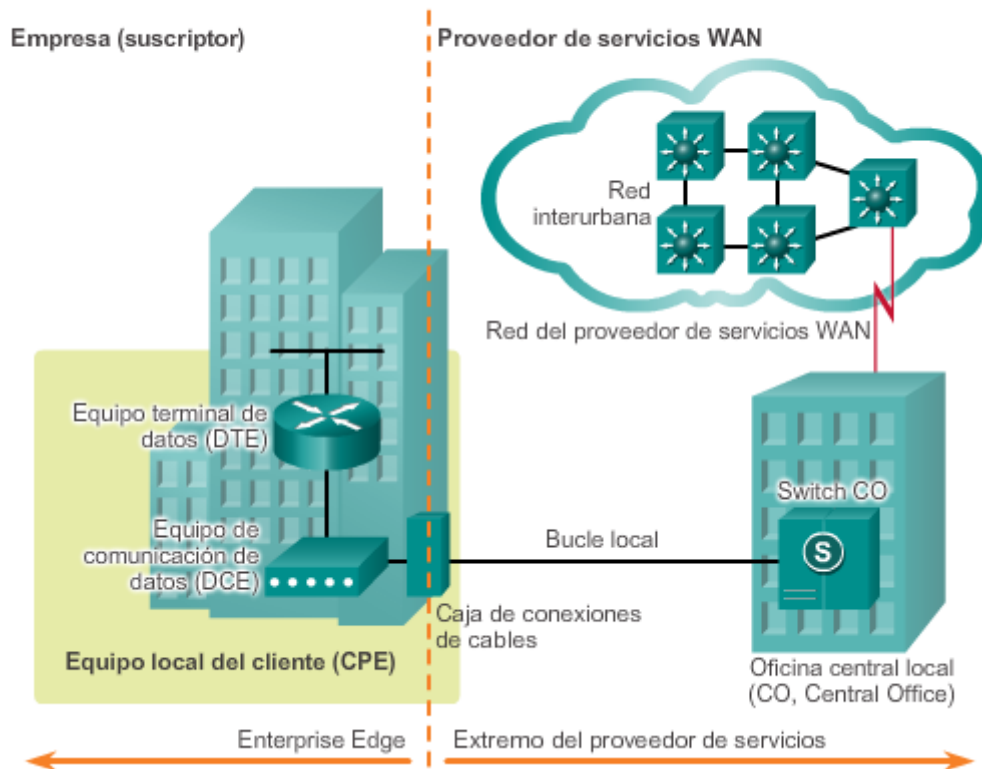 Empresa (suscriptor)
Proveedor de servicios WAN
Red
interurbana
Red del proveedor de servicios WAN
Equipo terminal de
datos (DTE)
Equipo de
comunicación de
datos (DCE)
Switch CO
S
Bucle local
Caja de conexiones
de cables
Equipo local del cliente (CPE)
Oficina central local
(CO, Central Office)
Enterprise Edge
Extremo del proveedor de servicios